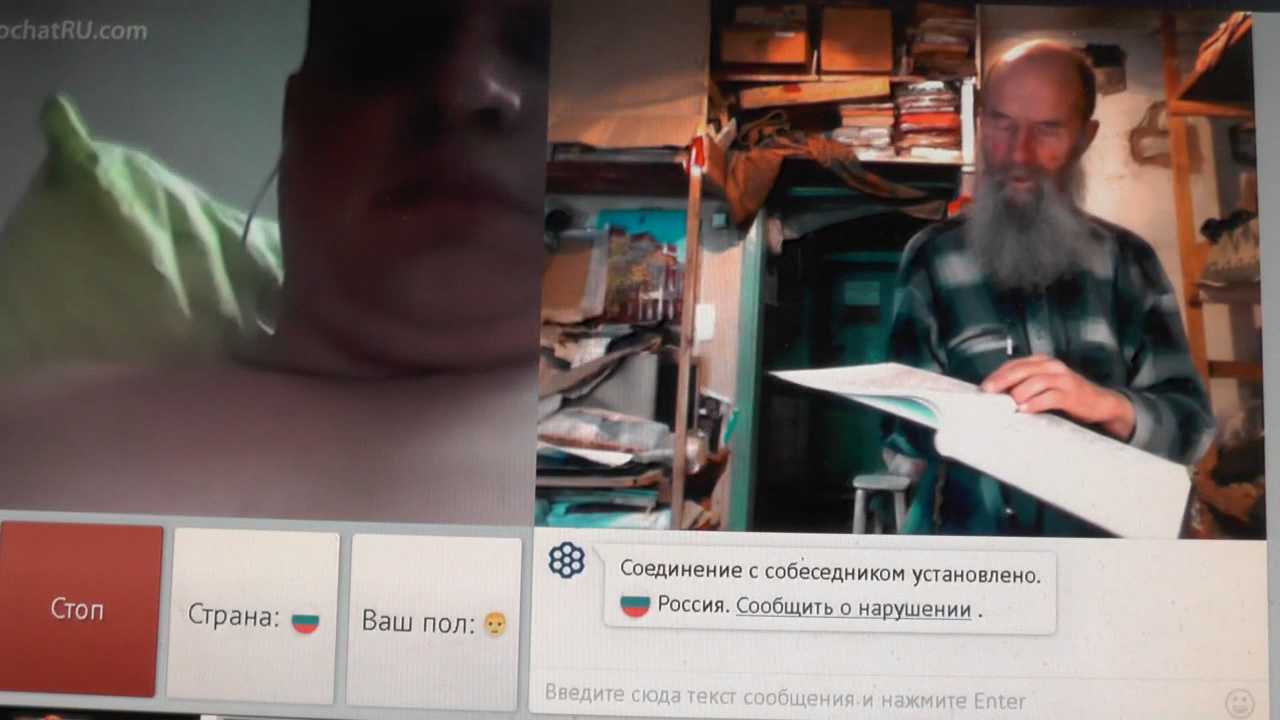 ochatRU.com
Стоп
Страна:
Ваш пол:
Соединение с собеседником установлено.
Россия. Сообщить о нарушении .
Введите сюда текст сообщения и нажмите Enter